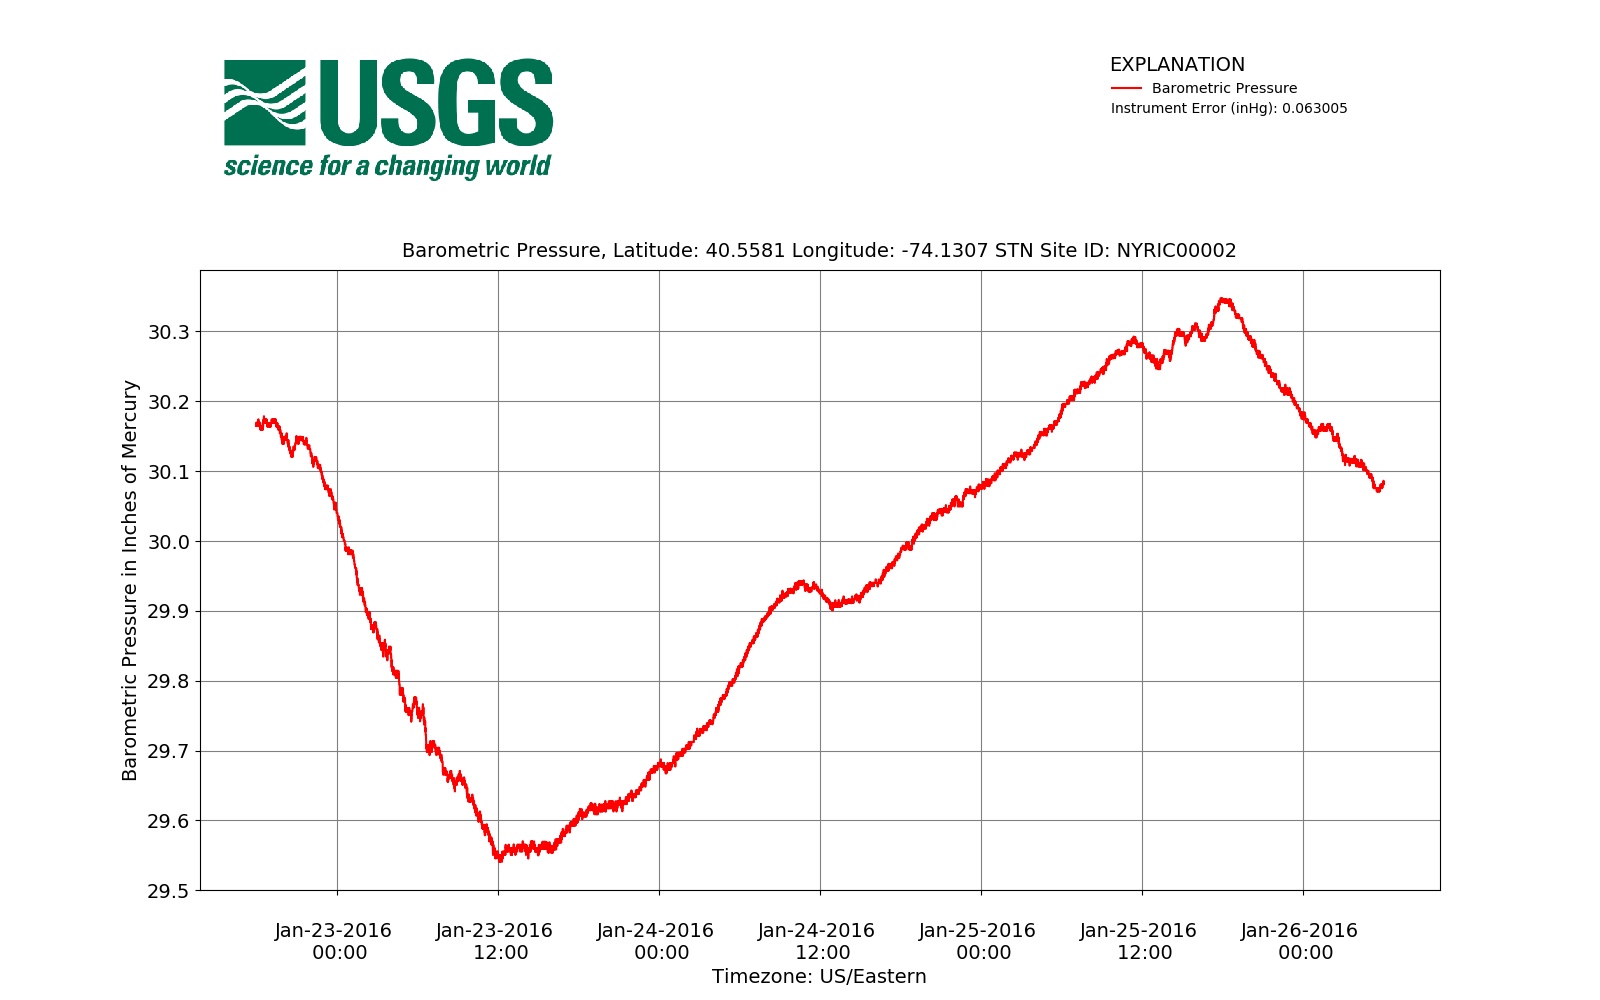 USGS
science for a changing world
EXPLANATION
Barometric Pressure
Instrument Error (inHg): 0.063005
Barometric Pressure, Latitude: 40.5581 Longitude: -74.1307 STN Site ID: NYRIC00002
Barometric Pressure in Inches of Mercury
30.3
30.2
30.1
30.0
29.9
29.8
29.7
29.6
29.5
Jan-23-2016 Jan-23-2016 Jan-24-2016 Jan-24-2016 Jan-25-2016 Jan-25-2016 Jan-26-2016
00:00 12:00 00:00 12:00 00:00 12:00 00:00
Timezone: US/Eastern